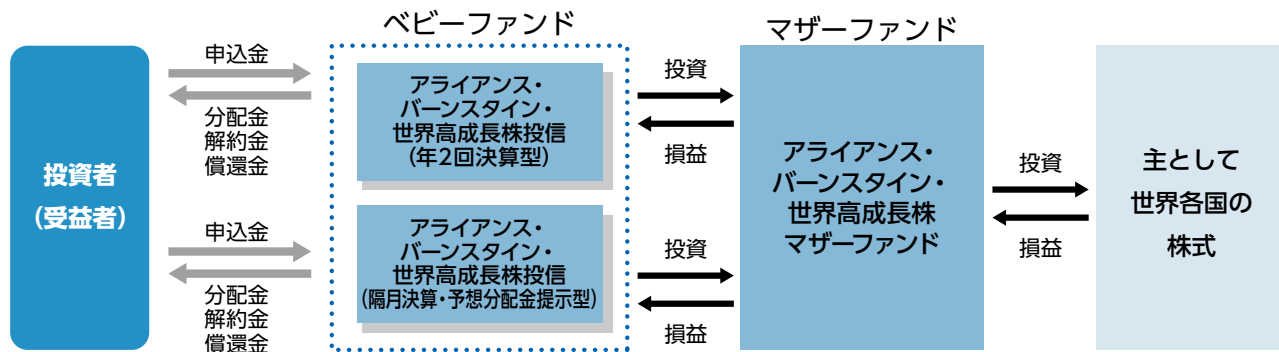 ベビーファンド
マザーファンド
投資者
(受益者)
申込金
分配金
解約金
償還金
申込金
分配金
解約金
償還金
アライアンス・
バーンスタイン・
世界高成長株投信
(年2回決算型)
アライアンス・
バーンスタイン・
世界高成長株投信
(隔月決算・予想分配金提示型)
投資
損益
投資
損益
アライアンス・
バーンスタイン・
世界高成長株
マザーファンド
投資
損益
主として
世界各国の
株式